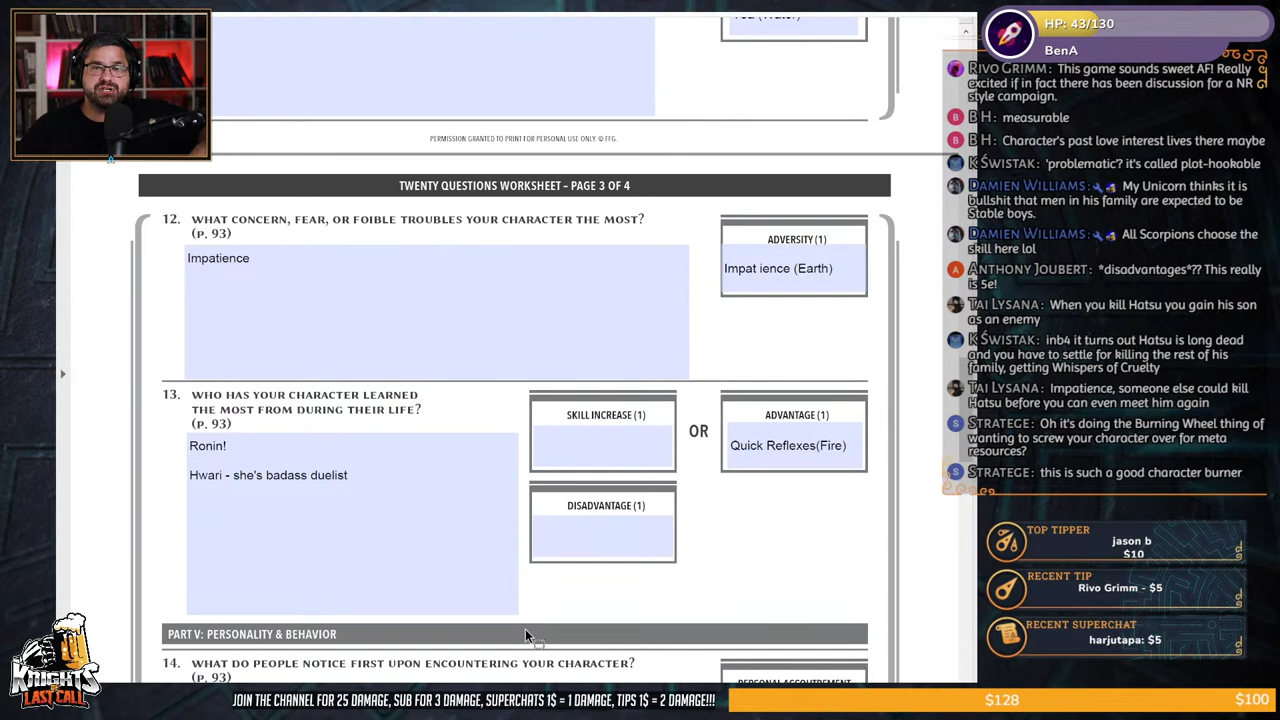 HP: 43/130
BenA
PERMISSION GRANTED TO PRINT FOR PERSONAL USE ONLY. © FFG.
TWENTY QUESTIONS WORKSHEET – PAGE 3 OF 4
12. WHAT CONCERN, FEAR, OR FOIBLE TROUBLES YOUR CHARACTER THE MOST?
(P. 93)
Impatience
ADVERSITY (1)
Impat ience (Earth)
13. WHO HAS YOUR CHARACTER LEARNED
THE MOST FROM DURING THEIR LIFE?
(P. 93)
Ronin!
Hwari - she's badass duelist
SKILL INCREASE (1)
OR
ADVANTAGE (1)
Quick Reflexes(Fire)
DISADVANTAGE (1)
PART V: PERSONALITY & BEHAVIOR
14. WHAT DO PEOPLE NOTICE FIRST UPON ENCOUNTERING YOUR CHARACTER?
(P. 93)
PERSONAL ACCOUTREMENT
RIVO GRIMM: This game sounds sweet AF! Really
excited if in fact there has been discussion for a NR
style campaign.
B H: measurable
B H: Character's past love interest lives there maybe
K ŚWISTAK: 'problematic'? it's called plot-hookable
DAMIEN WILLIAMS: My Unicorn thinks it is
bullshit that men in his family are expected to be
Stable boys.
DAMIEN WILLIAMS: All Scorpions choose the
skill here lol
ANTHONY JOUBERT: *disadvantages*?? This really
is 5e!
TAI LYSANA: When you kill Hatsu you gain his son
as an enemy
K ŚWISTAK: inb4 it turns out Hatsu is long dead
and you have to settle for killing the rest of his
family, getting Whispers of Cruelty
TAI LYSANA: Impatience, someone else could kill
Hatsu before you can even meet him again
STRATEGE: Oh it's doing the Burning Wheel thing of
wanting to screw your character over for meta
resources?
STRATEGE: this is such a good character burner
TOP TIPPER
jason b
$10
RECENT TIP
Rivo Grimm - $5
RECENT SUPERCHAT
harjutapa: $5
KNIGHTS
OF
LAST CALL
JOIN THE CHANNEL FOR 25 DAMAGE, SUB FOR 3 DAMAGE, SUPERCHATS 1$ = 1 DAMAGE, TIPS 1$ = 2 DAMAGE!!!
$128
$100